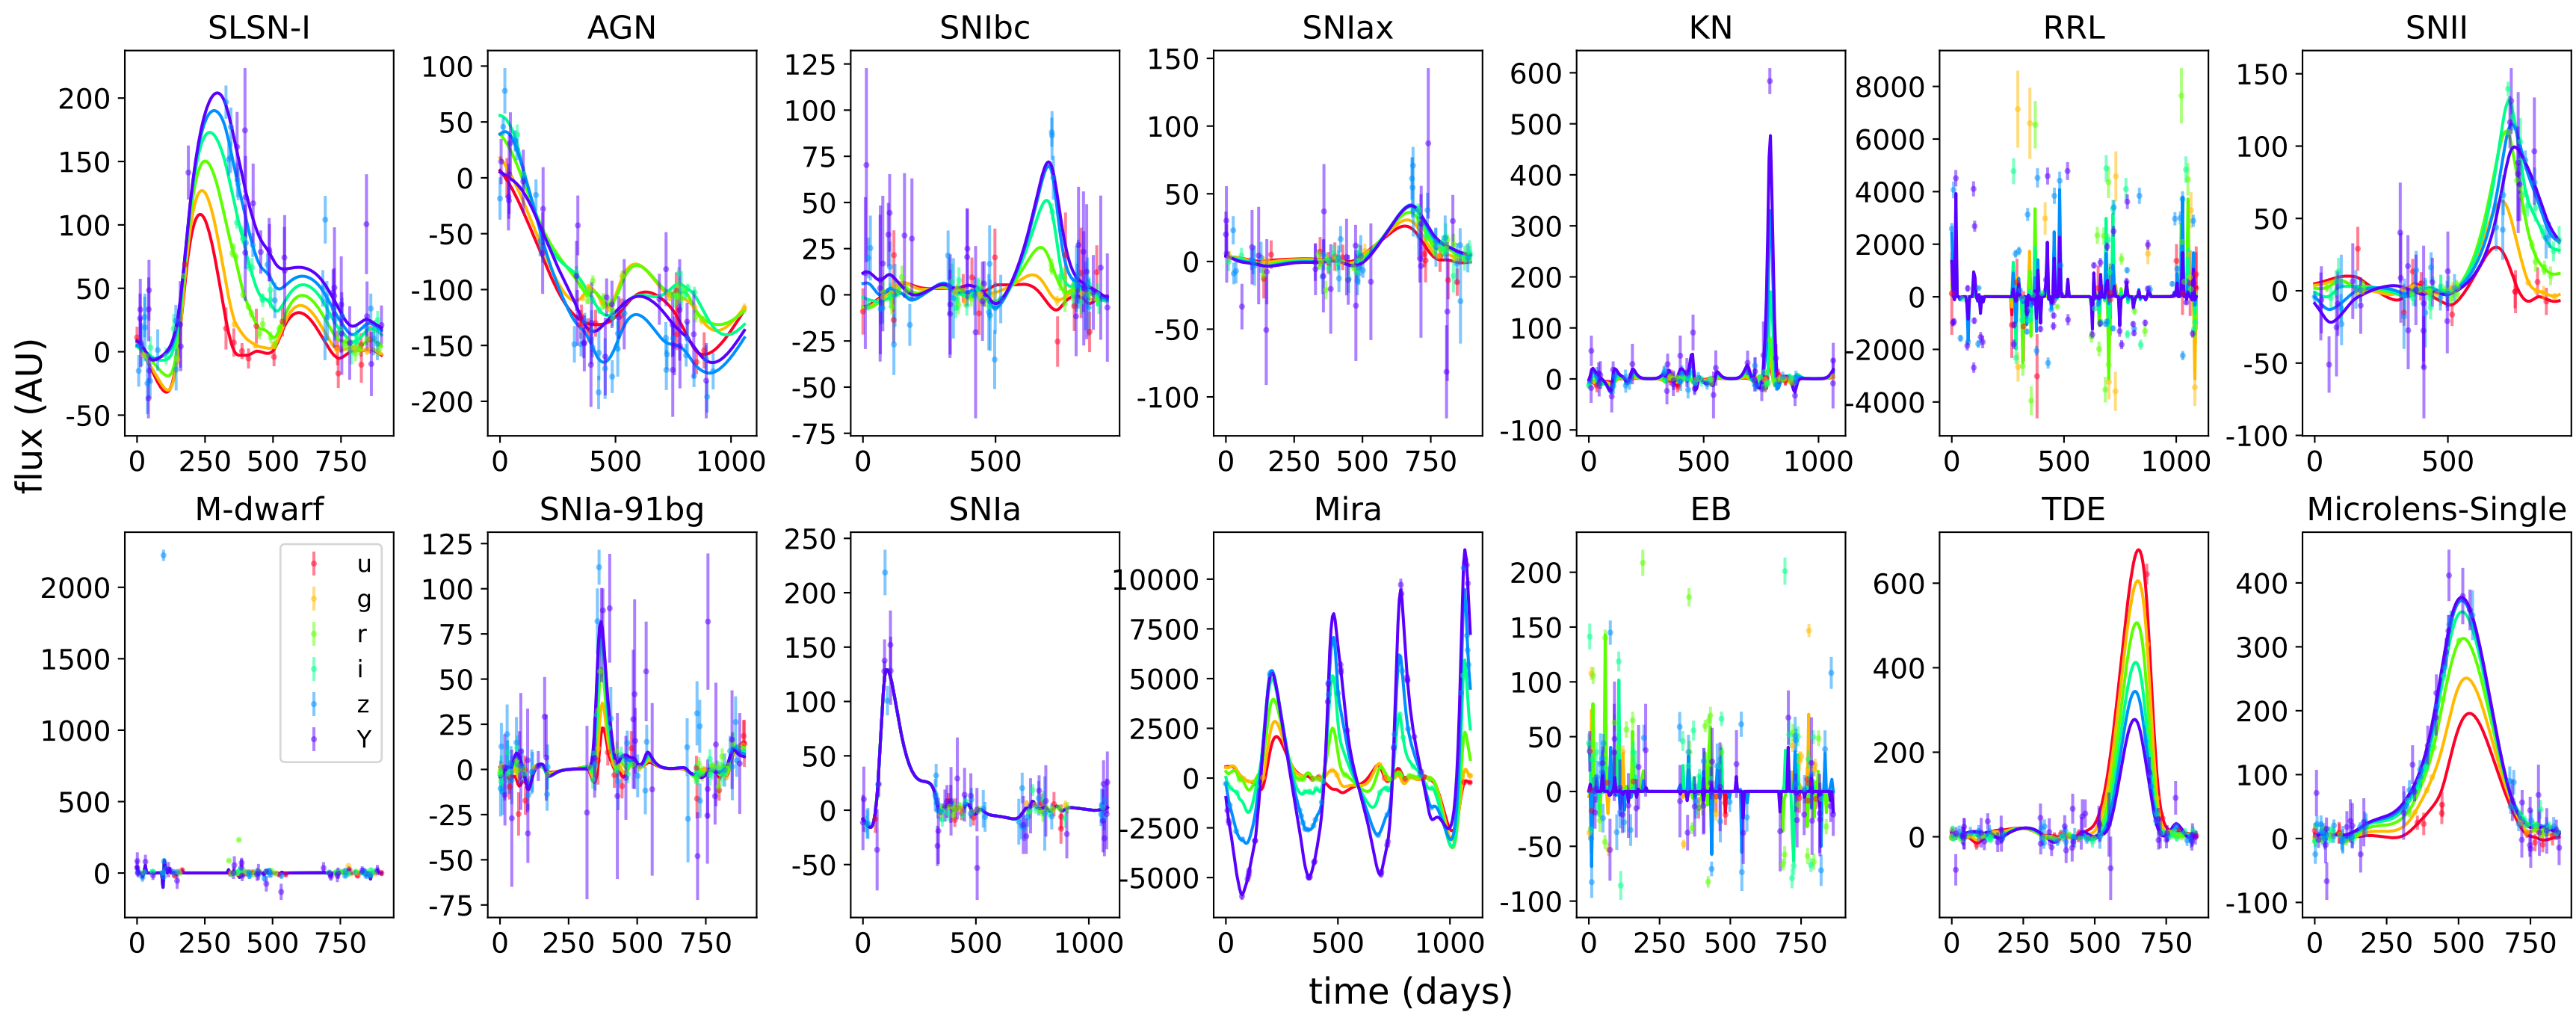 SLSN-I
AGN
SNIbc
SNIax
KN
RRL
SNII
200
150
100
50
0
-50
0 250 500 750
100
50
0
-50
-100
-150
-200
0 500 1000
125
100
75
50
25
0
-25
-50
-75
0 500
150
100
50
0
-50
-100
0 250 500 750
600
500
400
300
200
100
0
-100
0 500 1000
8000
6000
4000
2000
0
-2000
-4000
0 500 1000
150
100
50
0
-50
-100
0 500
flux (AU)
M-dwarf
SNIa-91bg
SNIa
Mira
EB
TDE
Microlens-Single
2000
1500
1000
500
0
0 250 500 750
u
g
r
i
z
Y
125
100
75
50
25
0
-25
-50
-75
0 250 500 750
250
200
150
100
50
0
-50
0 500 1000
10000
7500
5000
2500
0
-2500
-5000
0 500 1000
200
150
100
50
0
-50
-100
0 250 500 750
600
400
200
0
0 250 500 750
400
300
200
100
0
-100
0 250 500 750
time (days)